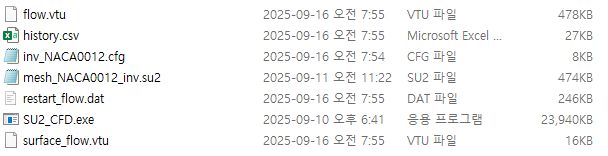 flow.vtu 2025-09-16 오전 7:55 VTU 파일 478KB
history.csv 2025-09-16 오전 7:55 Microsoft Excel ... 27KB
inv_NACA0012.cfg 2025-09-16 오전 7:54 CFG 파일 8KB
mesh_NACA0012_inv.su2 2025-09-11 오전 11:22 SU2 파일 474KB
restart_flow.dat 2025-09-16 오전 7:55 DAT 파일 246KB
SU2_CFD.exe 2025-09-10 오후 6:41 응용 프로그램 23,940KB
surface_flow.vtu 2025-09-16 오전 7:55 VTU 파일 16KB